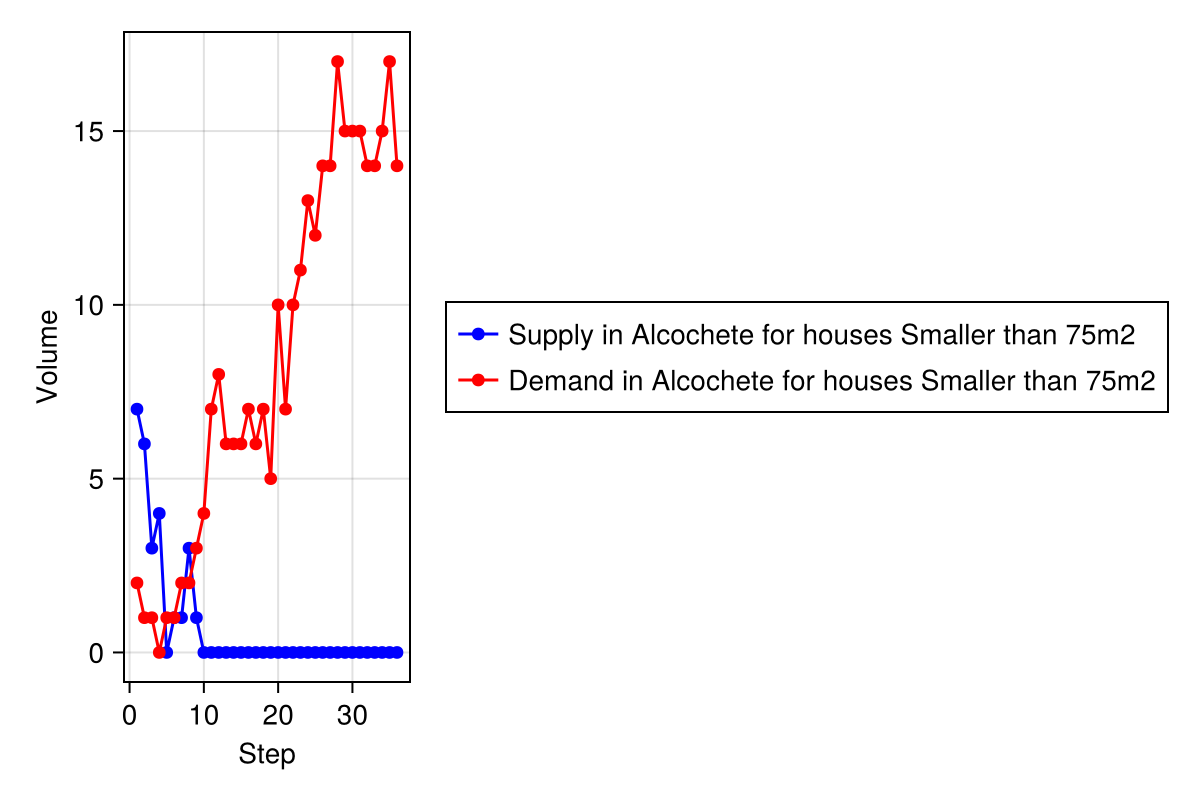 Volume
15
10
5
0
0 10 20 30
Step
Supply in Alcochete for houses Smaller than 75m2
Demand in Alcochete for houses Smaller than 75m2